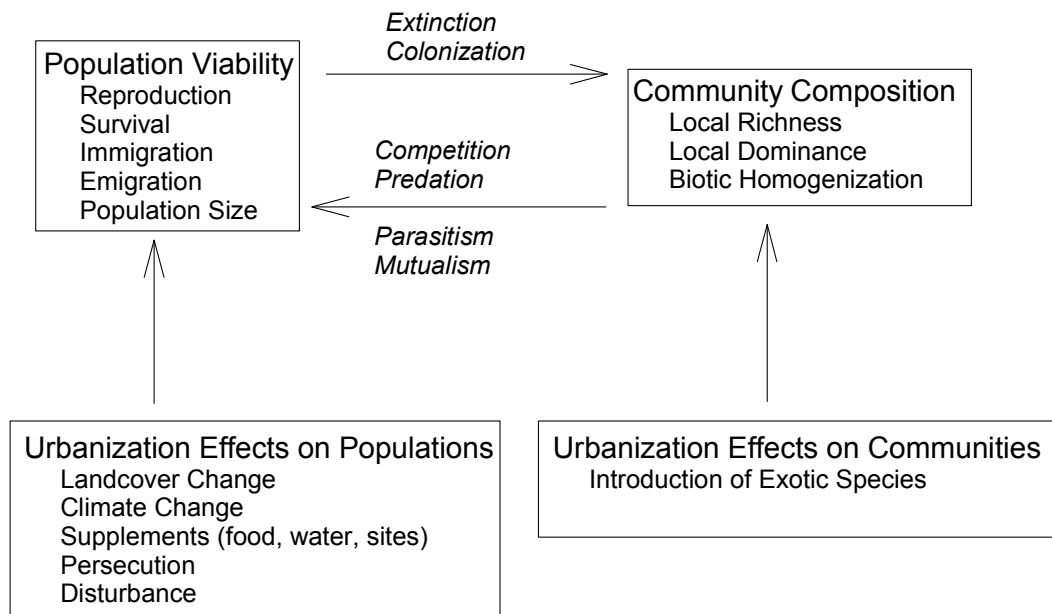 Extinction
Colonization
Population Viability
Reproduction
Survival
Immigration
Emigration
Population Size
Community Composition
Local Richness
Local Dominance
Biotic Homogenization
Competition
Predation
Parasitism
Mutualism
Urbanization Effects on Populations
Landcover Change
Climate Change
Supplements (food, water, sites)
Persecution
Disturbance
Urbanization Effects on Communities
Introduction of Exotic Species